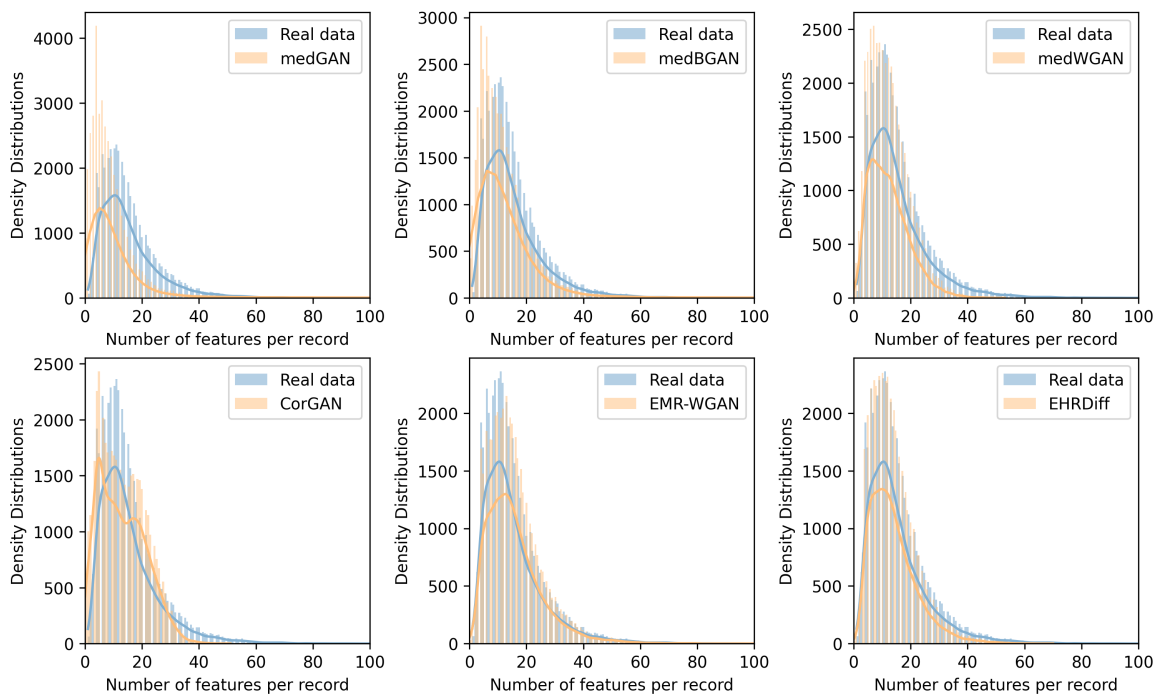 Real data
medGAN
4000
3000
2000
1000
0
Density Distributions
0 20 40 60 80 100
Number of features per record
Real data
medBGAN
3000
2500
2000
1500
1000
500
0
Density Distributions
0 20 40 60 80 100
Number of features per record
Real data
medWGAN
2500
2000
1500
1000
500
0
Density Distributions
0 20 40 60 80 100
Number of features per record
Real data
CorGAN
2500
2000
1500
1000
500
0
Density Distributions
0 20 40 60 80 100
Number of features per record
Real data
EMR-WGAN
2000
1500
1000
500
0
Density Distributions
0 20 40 60 80 100
Number of features per record
Real data
EHRDiff
2000
1500
1000
500
0
Density Distributions
0 20 40 60 80 100
Number of features per record